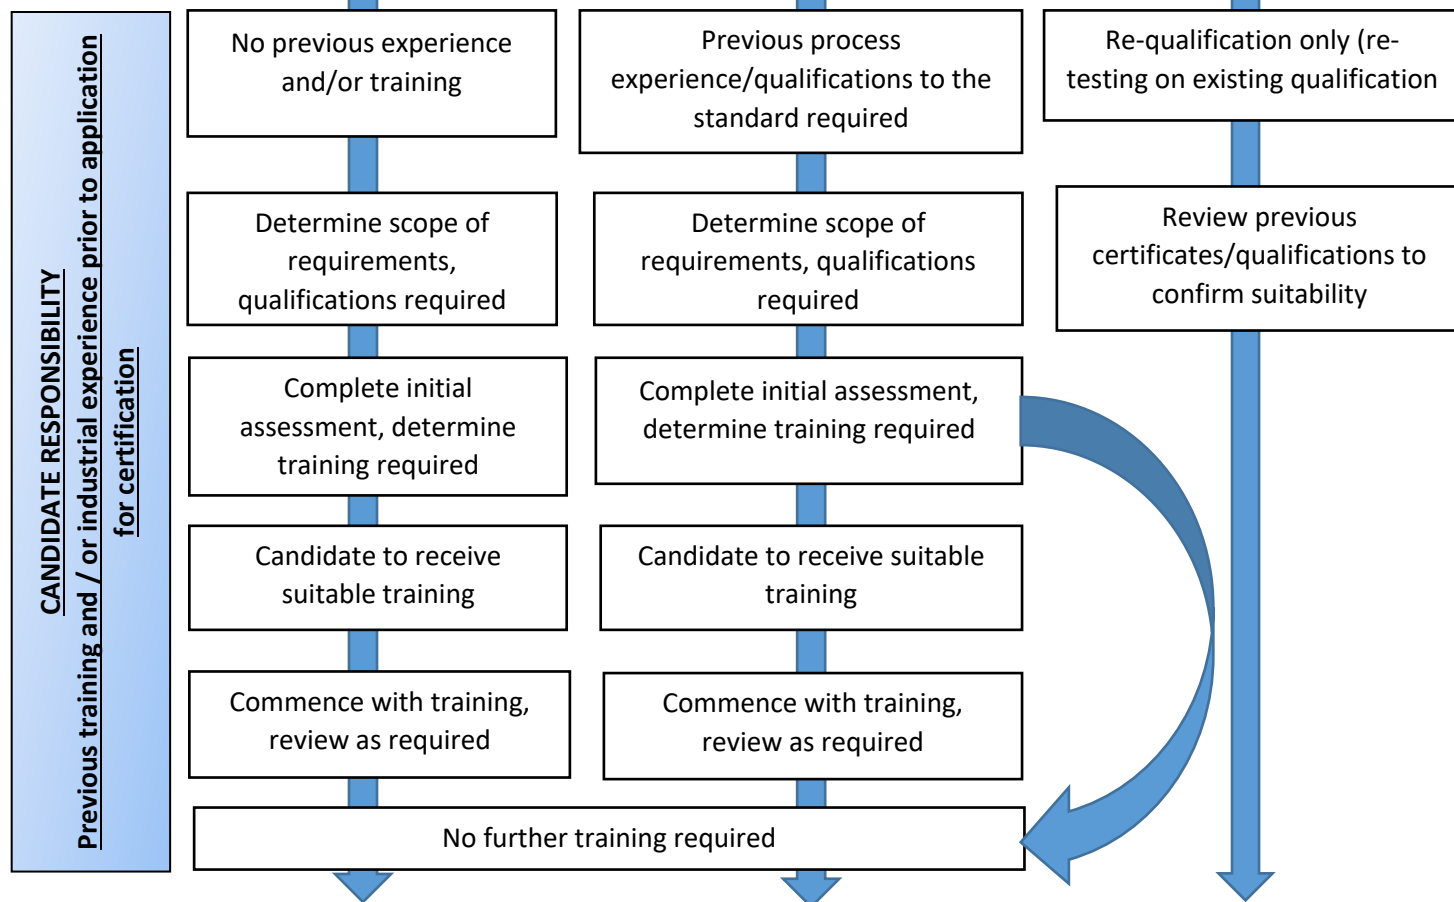 CANDIDATE RESPONSIBILITY
Previous training and / or industrial experience prior to application
for certification
No previous experience
and/or training
Determine scope of
requirements,
qualifications required
Complete initial
assessment, determine
training required
Candidate to receive
suitable training
Commence with training,
review as required
Previous process
experience/qualifications to the
standard required
Determine scope of
requirements, qualifications
required
Complete initial assessment,
determine training required
Candidate to receive suitable
training
Commence with training,
review as required
No further training required
Re-qualification only (re-
testing on existing qualification
Review previous
certificates/qualifications to
confirm suitability